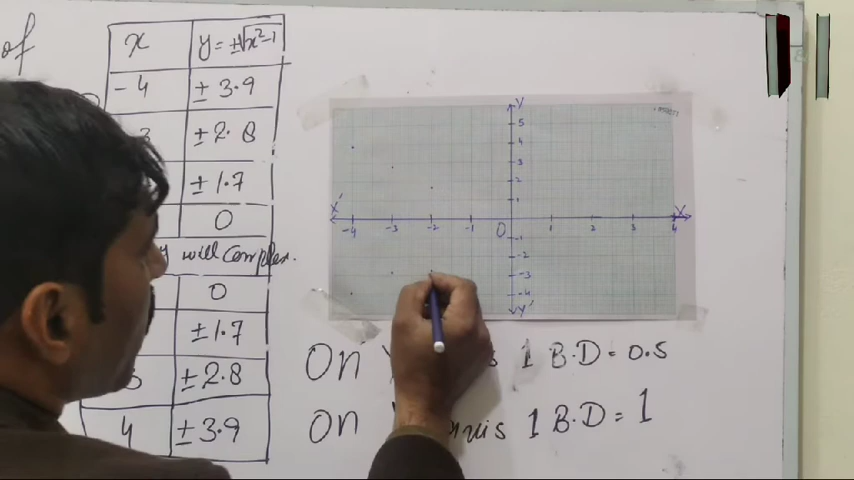 of
x y = ±√x²-1
-4 ±3.9
3 ±2.8
±1.7
0
y will complex.
0
±1.7
3 ±2.8
4 ±3.9
Y
5
4
3
2
1
X' X
-4 -3 -2 -1 O 1 2 3 4
-1
-2
-3
-4
Y'
On 1 B.D = 0.5
On 1 B.D = 1